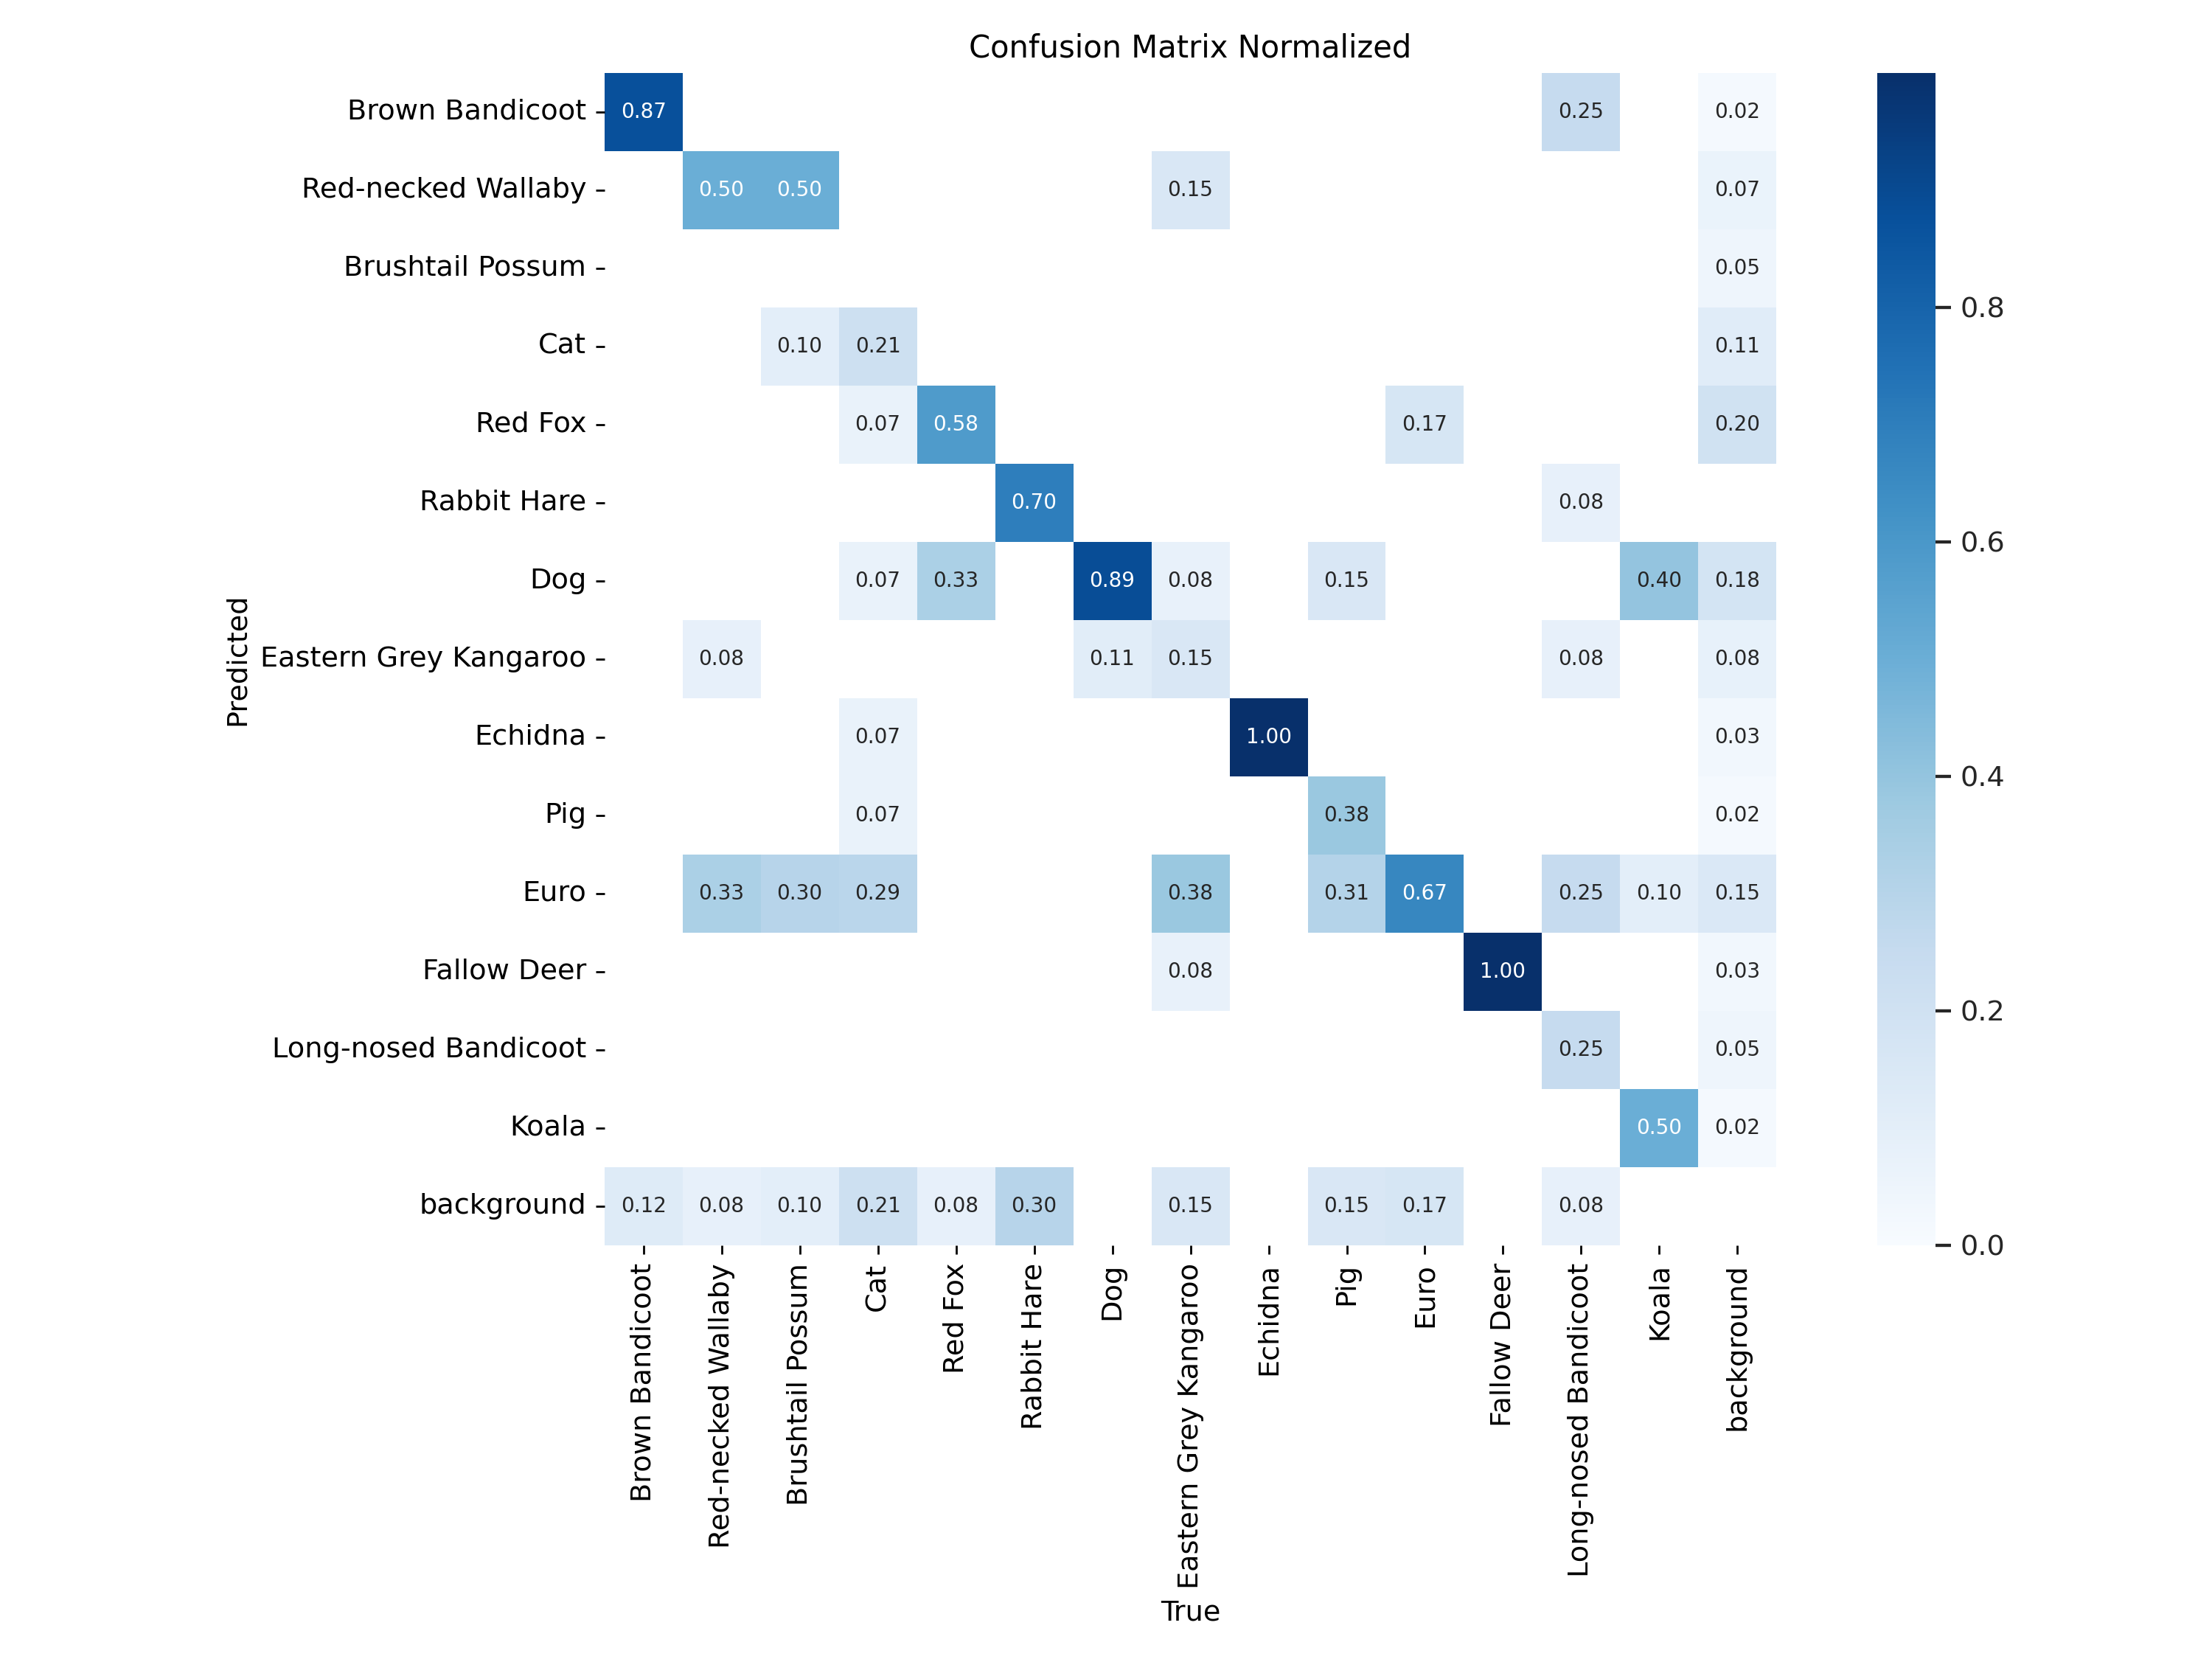 Confusion Matrix Normalized
Predicted
Brown Bandicoot 0.87 0.25 0.02
Red-necked Wallaby 0.50 0.50 0.15 0.07
Brushtail Possum 0.05
Cat 0.10 0.21 0.11
Red Fox 0.07 0.58 0.17 0.20
Rabbit Hare 0.70 0.08
Dog 0.07 0.33 0.89 0.08 0.15 0.40 0.18
Eastern Grey Kangaroo 0.08 0.11 0.15 0.08 0.08
Echidna 0.07 1.00 0.03
Pig 0.07 0.38 0.02
Euro 0.33 0.30 0.29 0.38 0.31 0.67 0.25 0.10 0.15
Fallow Deer 0.08 1.00 0.03
Long-nosed Bandicoot 0.25 0.05
Koala 0.50 0.02
background 0.12 0.08 0.10 0.21 0.08 0.30 0.15 0.15 0.17 0.08
Brown Bandicoot
Red-necked Wallaby
Brushtail Possum
Cat
Red Fox
Rabbit Hare
Dog
Eastern Grey Kangaroo
Echidna
Pig
Euro
Fallow Deer
Long-nosed Bandicoot
Koala
background
True
0.8
0.6
0.4
0.2
0.0